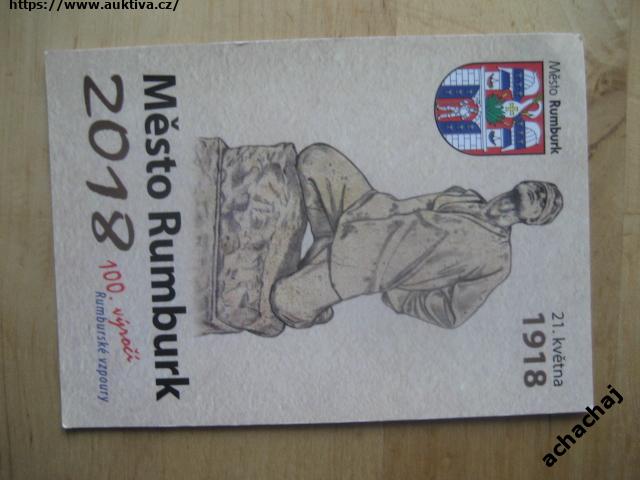 https://www.auktiva.cz/
Město Rumburk
21. května
1918
Město Rumburk
2018
100. výročí
Rumburské vzpoury
achachaj